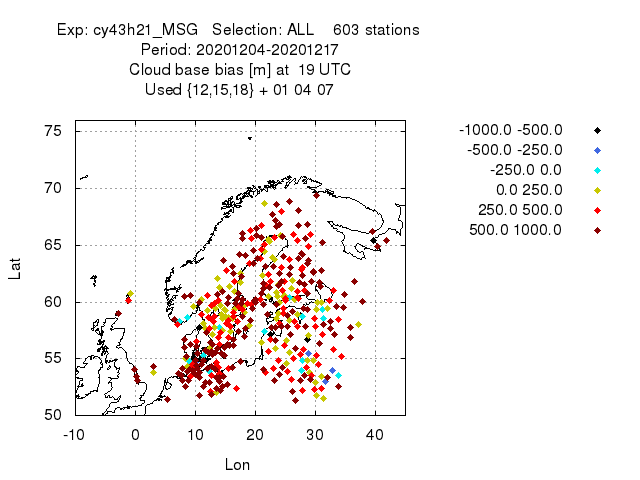 Exp: cy43h21_MSG   Selection: ALL    603 stations
Period: 20201204-20201217
Cloud base bias [m] at  19 UTC
Used {12,15,18} + 01 04 07
-1000.0 -500.0
-500.0 -250.0
-250.0 0.0
0.0 250.0
250.0 500.0
500.0 1000.0
75
70
65
60
55
50
Lat
-10 0 10 20 30 40
Lon